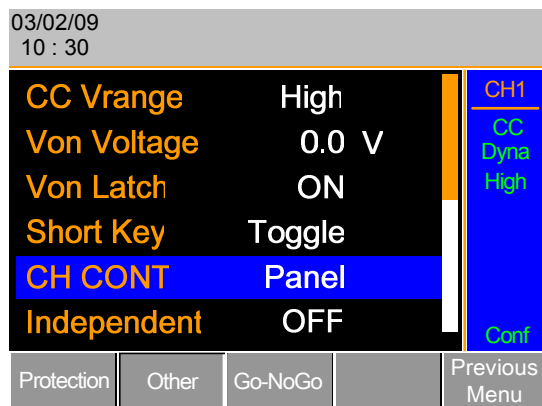 03/02/09
10 : 30
CC Vrange High
Von Voltage 0.0 V
Von Latch ON
Short Key Toggle
CH CONT Panel
Independent OFF
CH1
CC
Dyna
High
Conf
Protection Other Go-NoGo Previous Menu